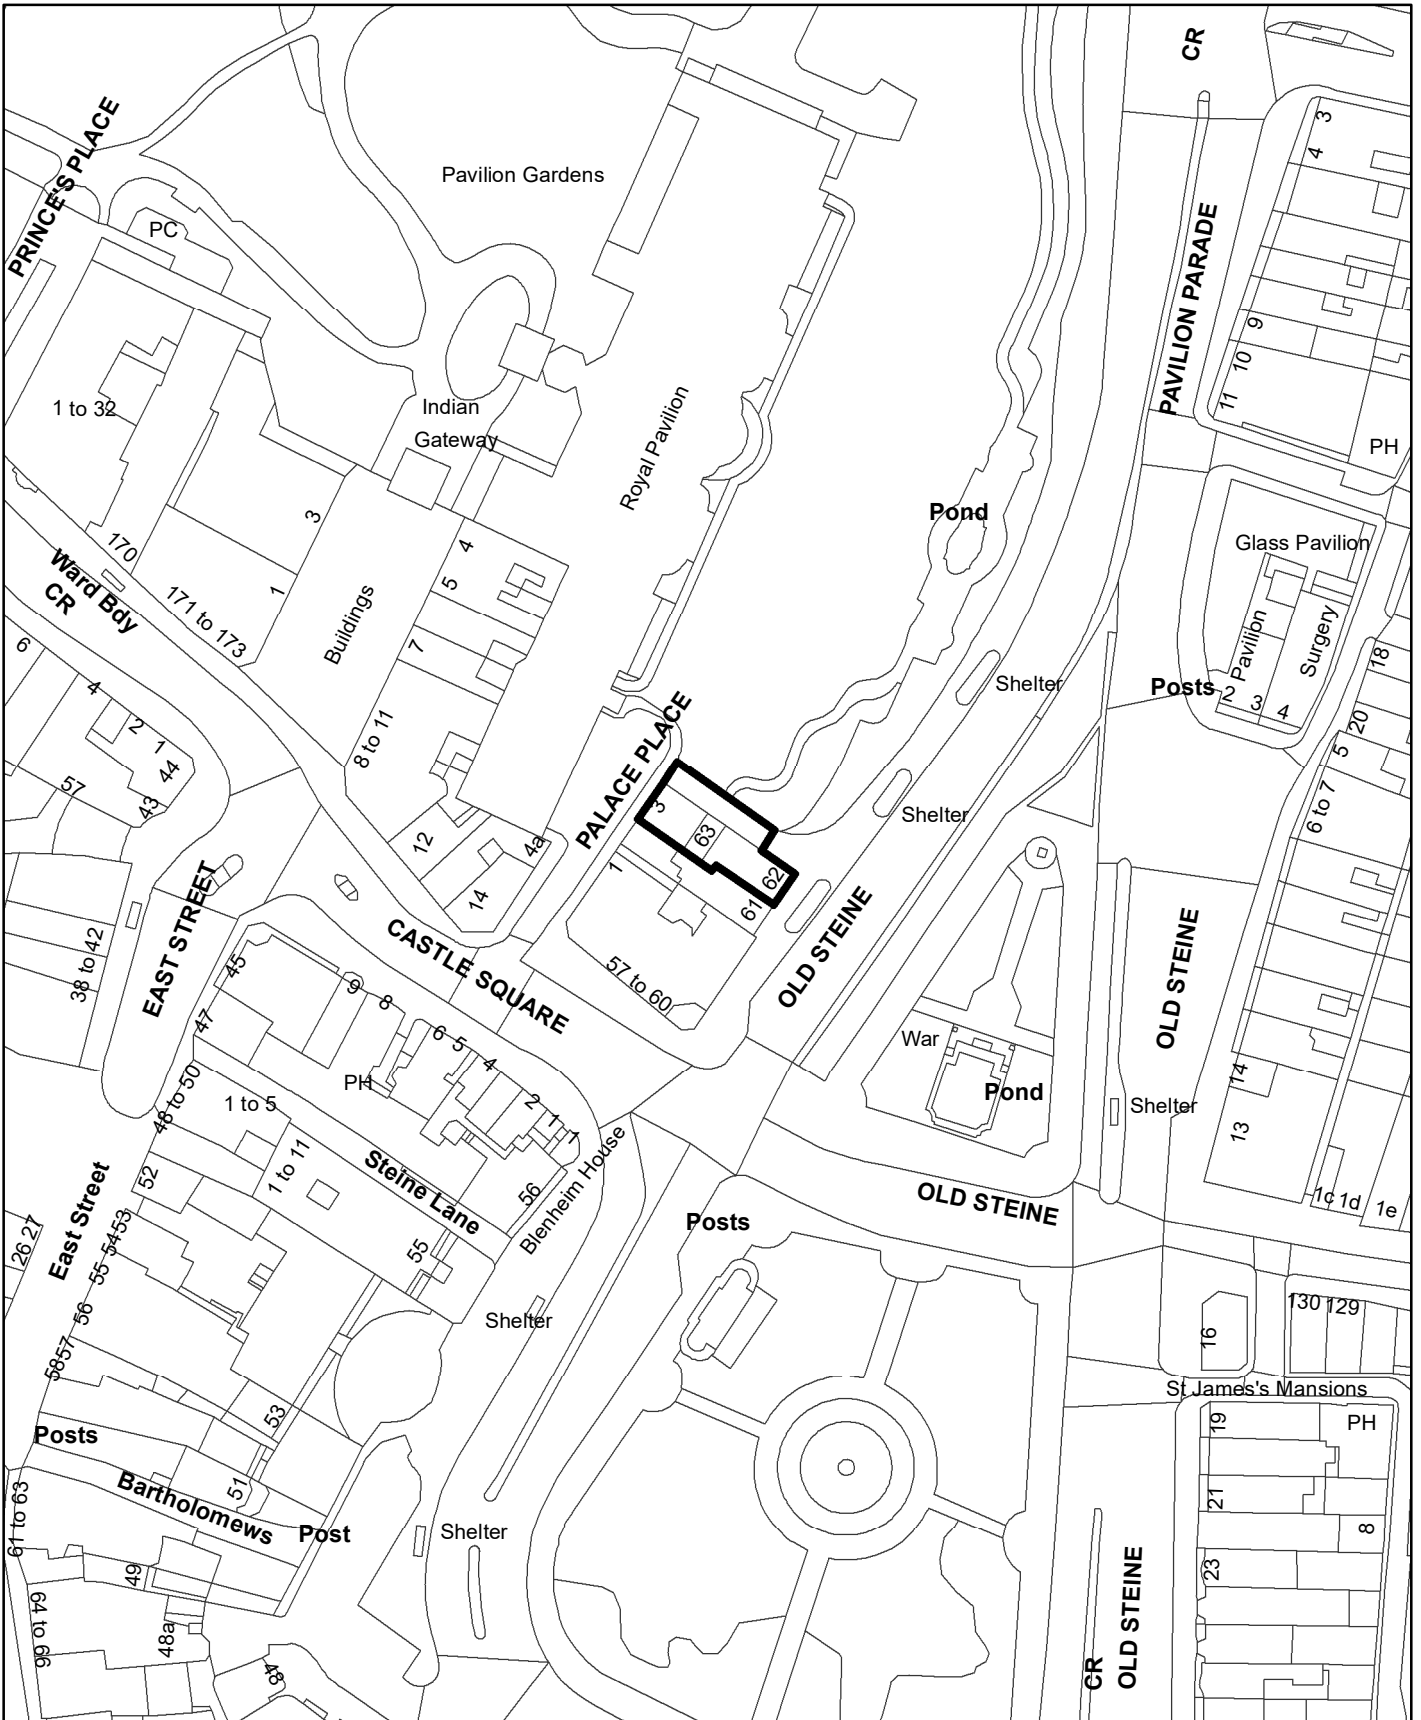 CR
PRINCE'S PLACE
Pavilion Gardens
PC
3
4
PAVILION PARADE
9
10
11
PH
1 to 32
Indian
Gateway
Royal Pavilion
Pond
Glass Pavilion
170
Ward Bdy
CR
171 to 173
3
1
Buildings
4
5
7
8 to 11
Pavilion
Surgery
Shelter
Posts
2
3
4
18
20
5
6 to 7
6
4
2
1
44
43
57
PALACE PLACE
3
63
62
61
1
Shelter
12
4a
14
57 to 60
OLD STEINE
OLD STEINE
EAST STREET
38 to 42
CASTLE SQUARE
45
47
9
8
6
5
4
2
1
1
PH
War
Pond
Shelter
14
13
48 to 50
1 to 5
1 to 11
Steine Lane
56
Blenheim House
52
East Street
26 27
53
54
55
56
57
58
55
OLD STEINE
1c
1d
1e
Posts
Shelter
130
129
16
St James's Mansions
19
PH
21
8
23
53
Posts
51
Bartholomews
Post
Shelter
61 to 63
49
64 to 66
48a
48
CR
OLD STEINE